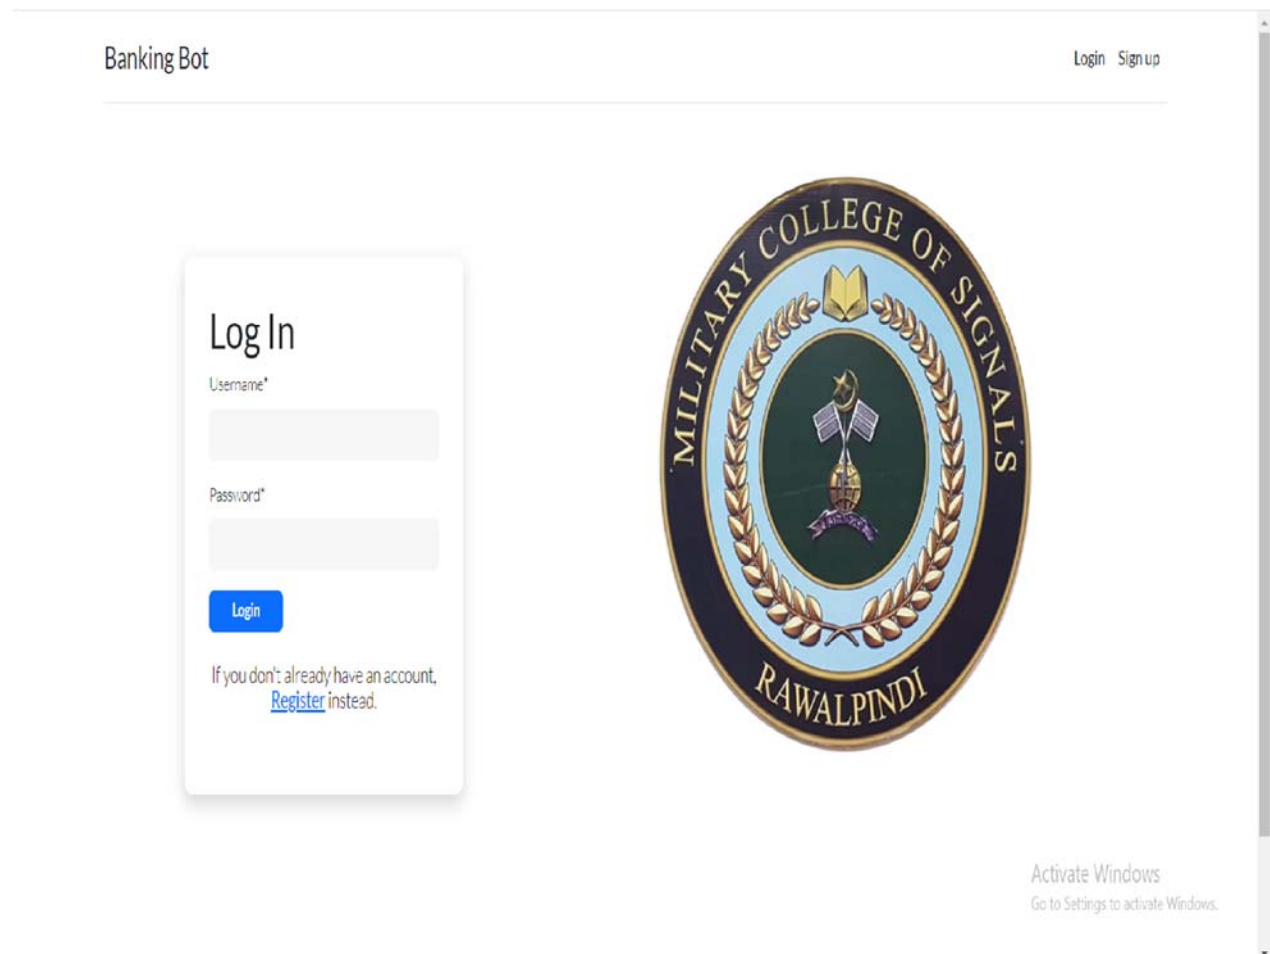 Banking Bot
Login Sign up
Log In
Username*
Password*
Login
If you don't already have an account,
Register instead.
MILITARY COLLEGE OF SIGNALS
RAWALPINDI
Activate Windows
Go to Settings to activate Windows.